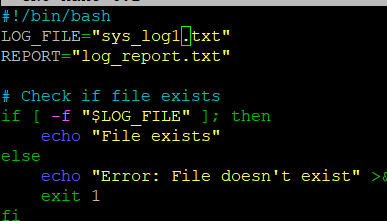 #!/bin/bash
LOG_FILE="sys_log1.txt"
REPORT="log_report.txt"
# Check if file exists
if [ -f "$LOG_FILE" ]; then
echo "File exists"
else
echo "Error: File doesn't exist" >&
exit 1
fi